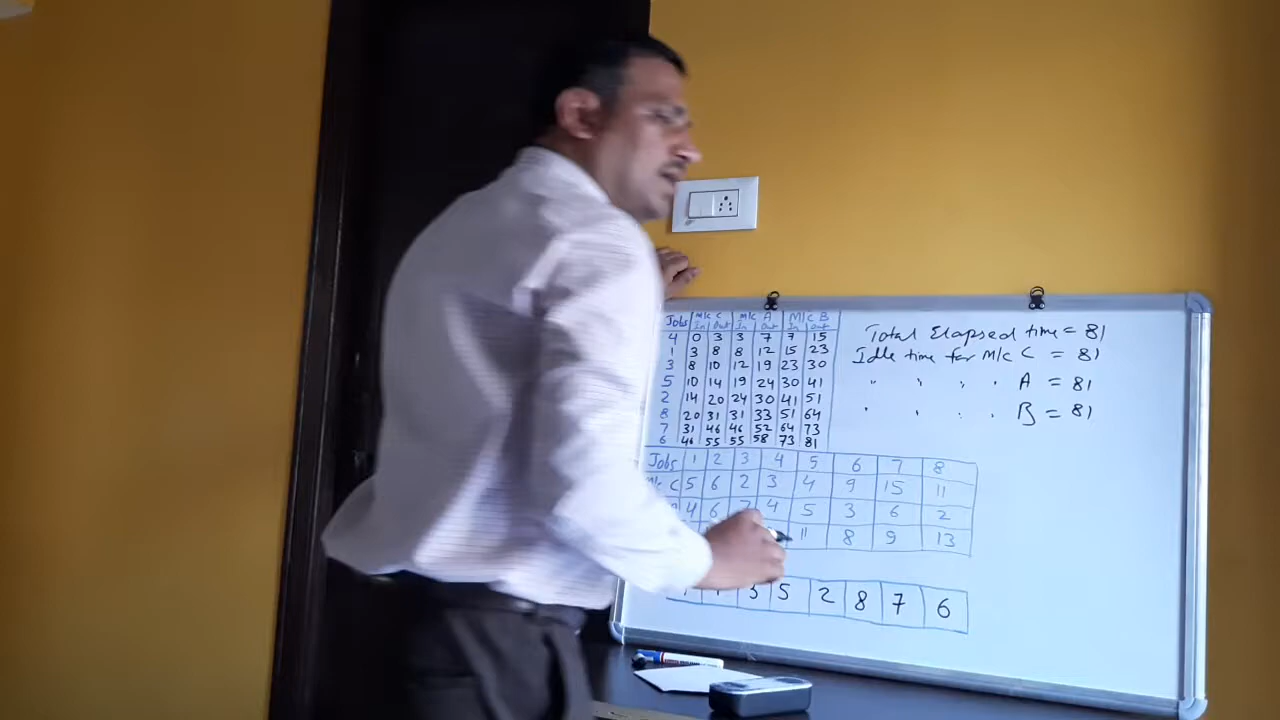 Jobs M/c C M/c A M/c B
In Out In Out In Out
4 0 3 3 7 7 15
1 3 8 8 12 15 23
3 8 10 12 19 23 30
5 10 14 19 24 30 41
2 14 20 24 30 41 51
8 20 31 31 33 51 64
7 31 46 46 52 64 73
6 46 55 55 58 73 81
Total Elapsed time = 81
Idle time for M/c C = 81
" " " " A = 81
" " " " B = 81
Jobs 1 2 3 4 5 6 7 8
M/c C 5 6 2 3 4 9 15 11
4 6 7 4 5 3 6 2
11 8 9 13
3 5 2 8 7 6